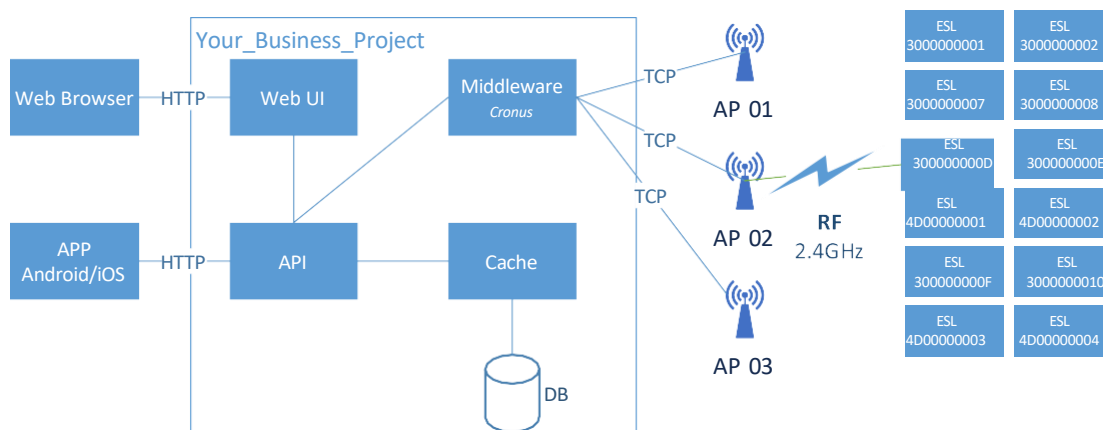 Your_Business_Project
Web Browser
HTTP
Web UI
Middleware
Cronus
TCP
TCP
TCP
AP 01
AP 02
AP 03
RF
2.4GHz
APP
Android/iOS
HTTP
API
Cache
DB
ESL
3000000001
ESL
3000000002
ESL
3000000007
ESL
3000000008
ESL
300000000D
ESL
300000000E
ESL
4D00000001
ESL
4D00000002
ESL
300000000F
ESL
3000000010
ESL
4D00000003
ESL
4D00000004